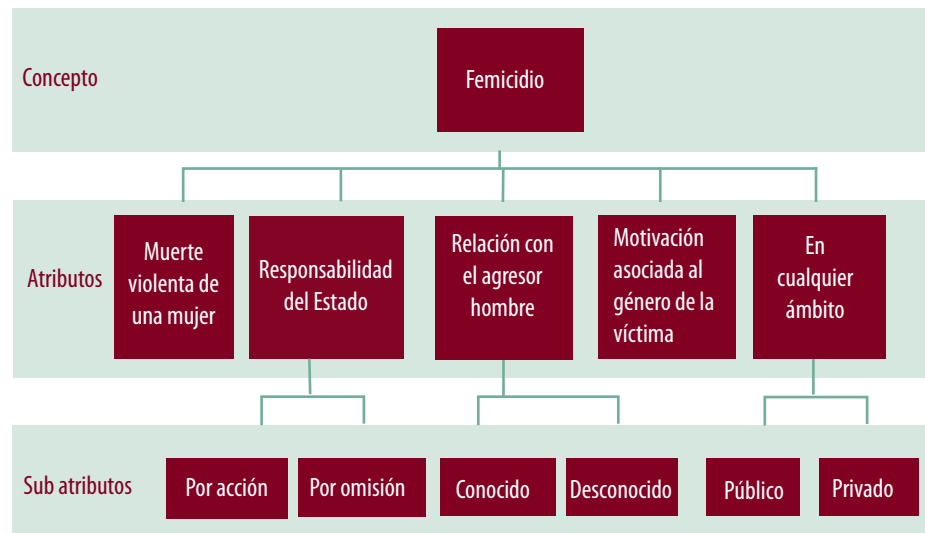 Concepto
Femicidio
Atributos
Muerte
violenta de
una mujer
Responsabilidad
del Estado
Relación con
el agresor
hombre
Motivación
asociada al
género de la
víctima
En
cualquier
ámbito
Sub atributos
Por acción
Por omisión
Conocido
Desconocido
Público
Privado